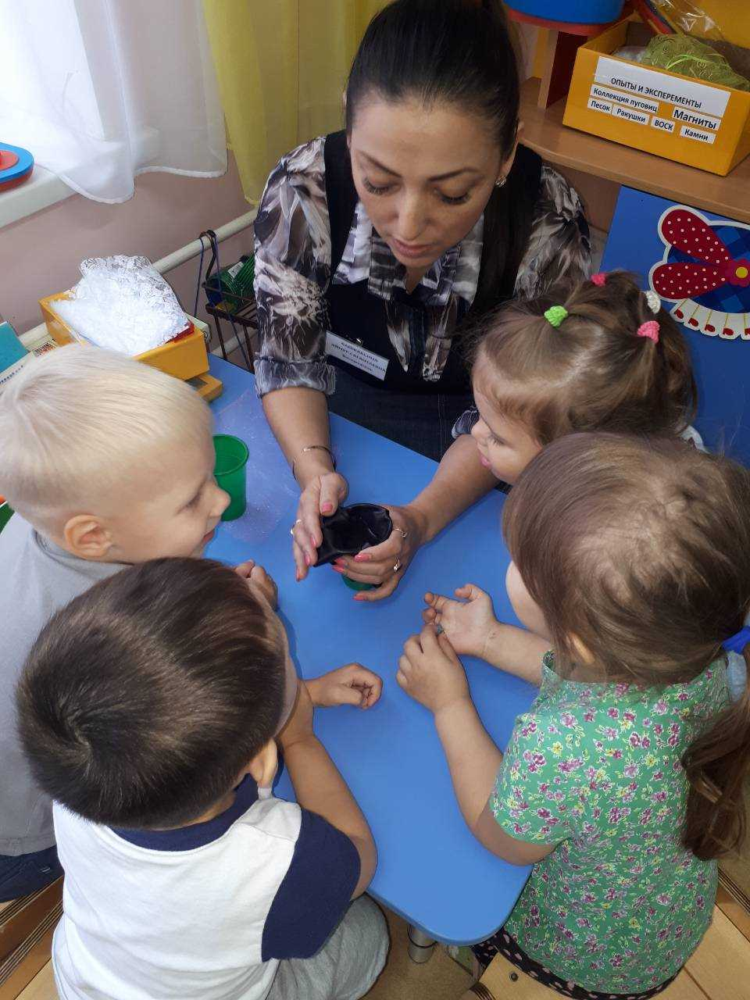 ОПЫТЫ И ЭКСПЕРЕМЕНТЫ
Коллекция пуговиц
Магниты
Песок
Ракушки
ВОСК
Камни